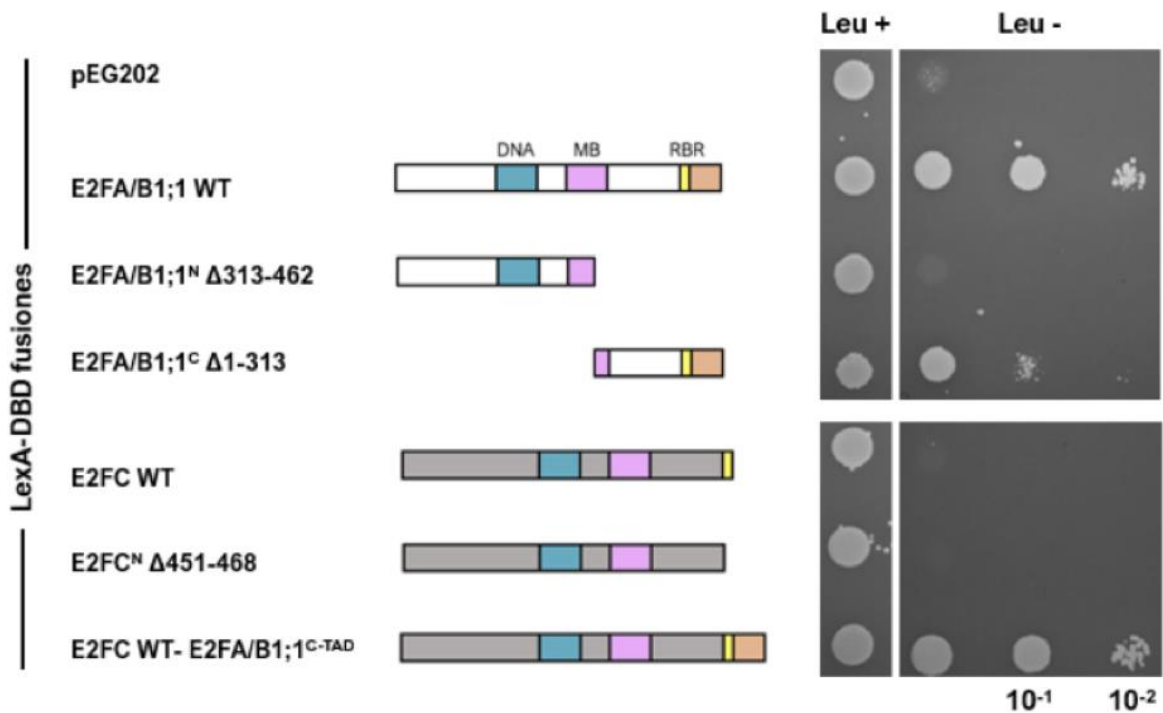 Leu + Leu -
pEG202
DNA MB RBR
E2FA/B1;1 WT
E2FA/B1;1ᴺ Δ313-462
E2FA/B1;1ᶜ Δ1-313
LexA-DBD fusiones
E2FC WT
E2FCᴺ Δ451-468
E2FC WT- E2FA/B1;1ᶜ⁻ᵀᴬᴰ
10⁻¹ 10⁻²